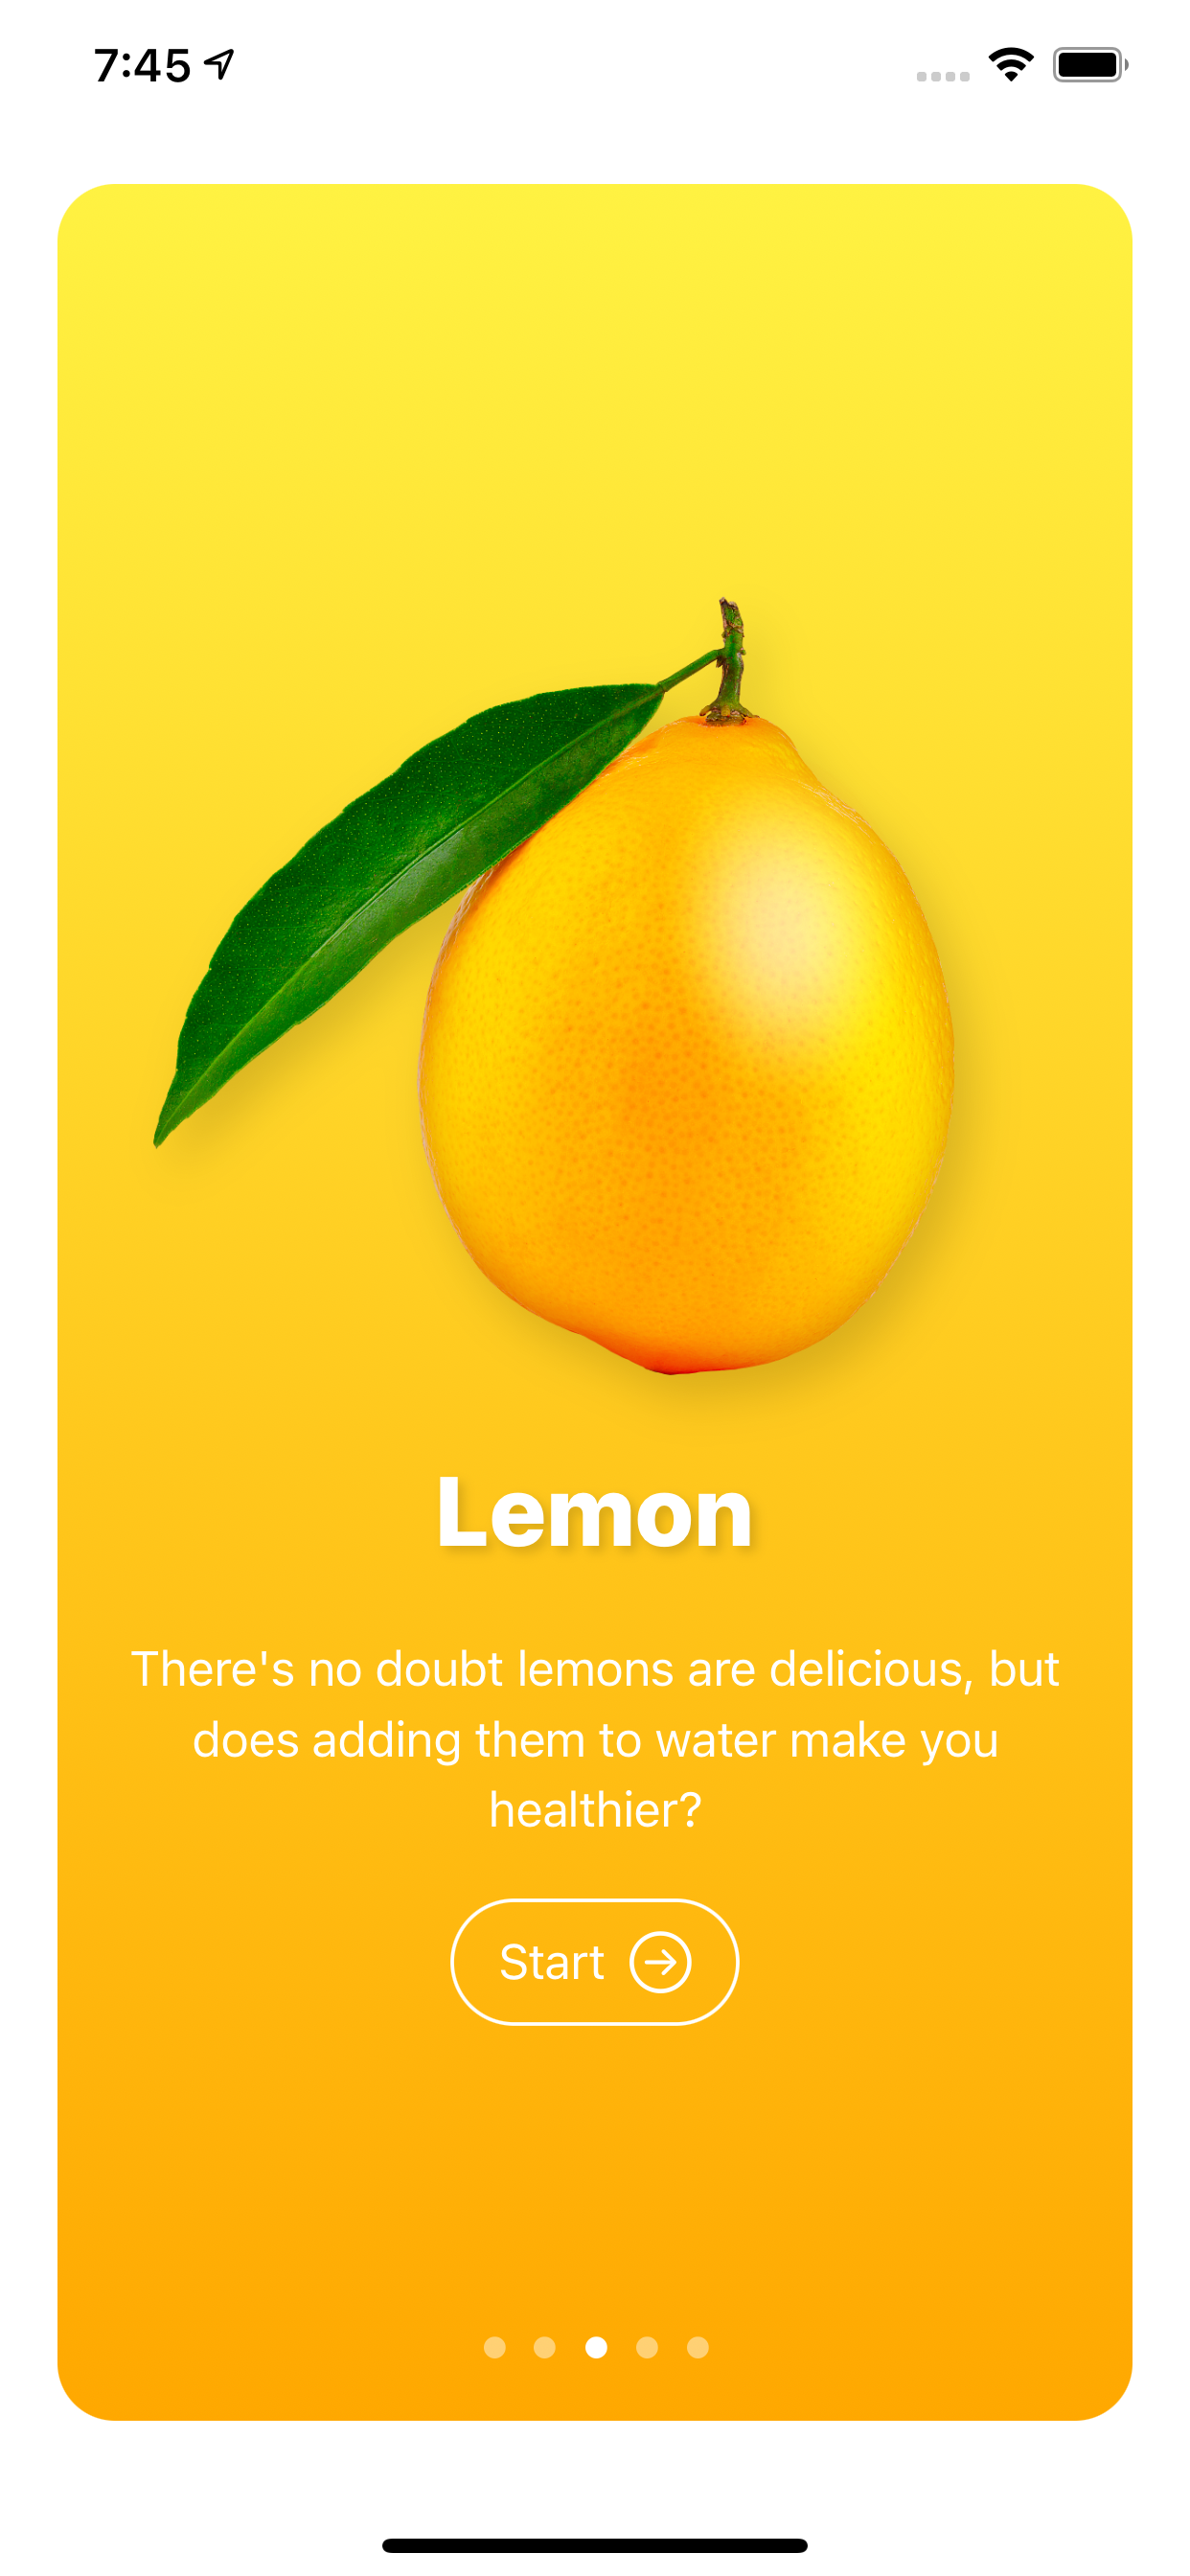 7:45
Lemon
There's no doubt lemons are delicious, but
does adding them to water make you
healthier?
Start